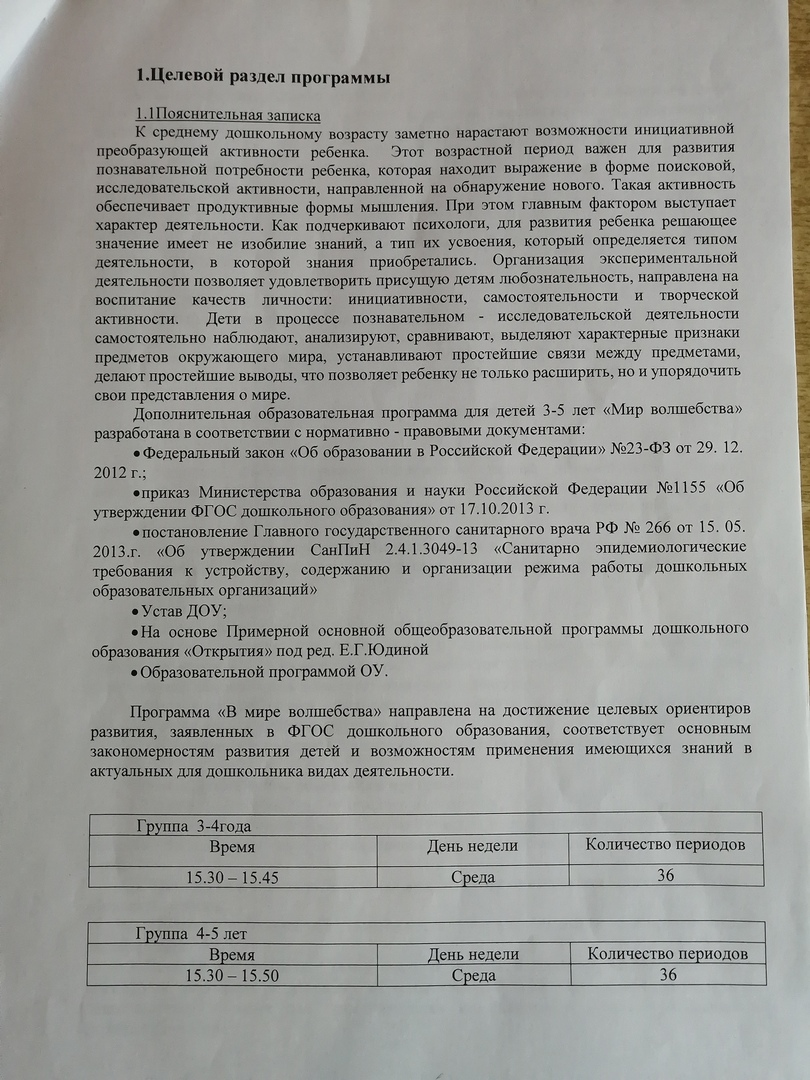 1.Целевой раздел программы
1.1Пояснительная записка
К среднему дошкольному возрасту заметно нарастают возможности инициативной
преобразующей активности ребенка. Этот возрастной период важен для развития
познавательной потребности ребенка, которая находит выражение в форме поисковой,
исследовательской активности, направленной на обнаружение нового. Такая активность
обеспечивает продуктивные формы мышления. При этом главным фактором выступает
характер деятельности. Как подчеркивают психологи, для развития ребенка решающее
значение имеет не изобилие знаний, а тип их усвоения, который определяется типом
деятельности, в которой знания приобретались. Организация экспериментальной
деятельности позволяет удовлетворить присущую детям любознательность, направлена на
воспитание качеств личности: инициативности, самостоятельности и творческой
активности. Дети в процессе познавательном - исследовательской деятельности
самостоятельно наблюдают, анализируют, сравнивают, выделяют характерные признаки
предметов окружающего мира, устанавливают простейшие связи между предметами,
делают простейшие выводы, что позволяет ребенку не только расширить, но и упорядочить
свои представления о мире.
Дополнительная образовательная программа для детей 3-5 лет «Мир волшебства»
разработана в соответствии с нормативно - правовыми документами:
•Федеральный закон «Об образовании в Российской Федерации» №23-ФЗ от 29. 12.
2012 г.;
•приказ Министерства образования и науки Российской Федерации №1155 «Об
утверждении ФГОС дошкольного образования» от 17.10.2013 г.
•постановление Главного государственного санитарного врача РФ № 266 от 15. 05.
2013.г. «Об утверждении СанПиН 2.4.1.3049-13 «Санитарно эпидемиологические
требования к устройству, содержанию и организации режима работы дошкольных
образовательных организаций»
•Устав ДОУ;
•На основе Примерной основной общеобразовательной программы дошкольного
образования «Открытия» под ред. Е.Г.Юдиной
•Образовательной программой ОУ.
Программа «В мире волшебства» направлена на достижение целевых ориентиров
развития, заявленных в ФГОС дошкольного образования, соответствует основным
закономерностям развития детей и возможностям применения имеющихся знаний в
актуальных для дошкольника видах деятельности.
Группа 3-4года
Время День недели Количество периодов
15.30 – 15.45 Среда 36
Группа 4-5 лет
Время День недели Количество периодов
15.30 – 15.50 Среда 36